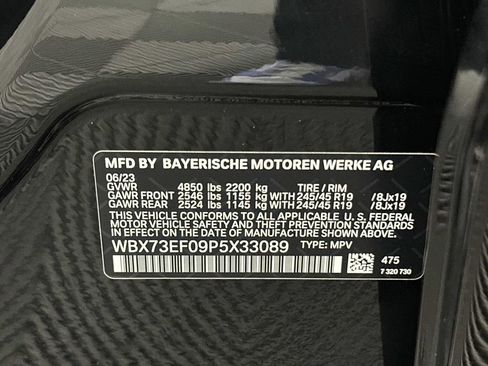 MFD BY BAYERISCHE MOTOREN WERKE AG
06/23
GVWR 4850 lbs 2200 kg TIRE / RIM
GAWR FRONT 2546 lbs 1155 kg ×245/45 R19 /8Jx19
GAWR REAR 2524 lbs 1145 kg ×245/45 R19 /8Jx19
THIS VEHICLE CONFORMS TO ALL APPLICABLE U. S. FEDERAL
MOTOR VEHICLE SAFETY AND THEFT PREVENTION STANDARDS
IN EFFECT ON THE DATE OF MANUFACTURE SHOWN ABOVE.
WBX73EF09P5X33089 TYPE: MPV
475
7 320 730